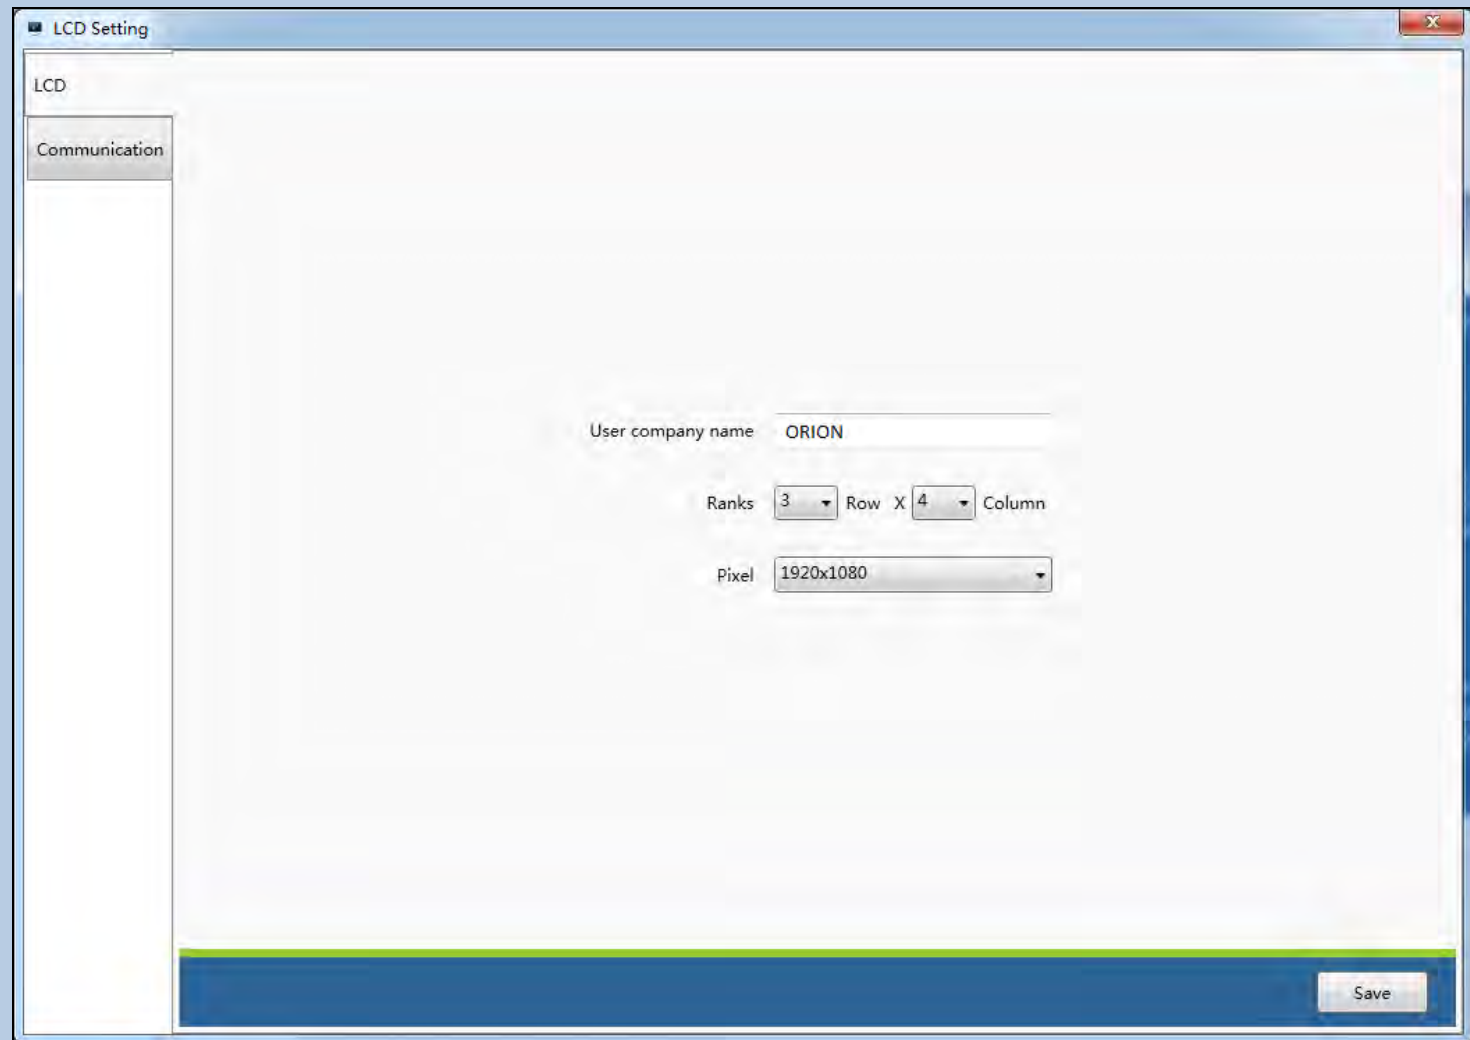 LCD Setting
LCD
Communication
User company name ORION
Ranks 3 Row X 4 Column
Pixel 1920x1080
Save